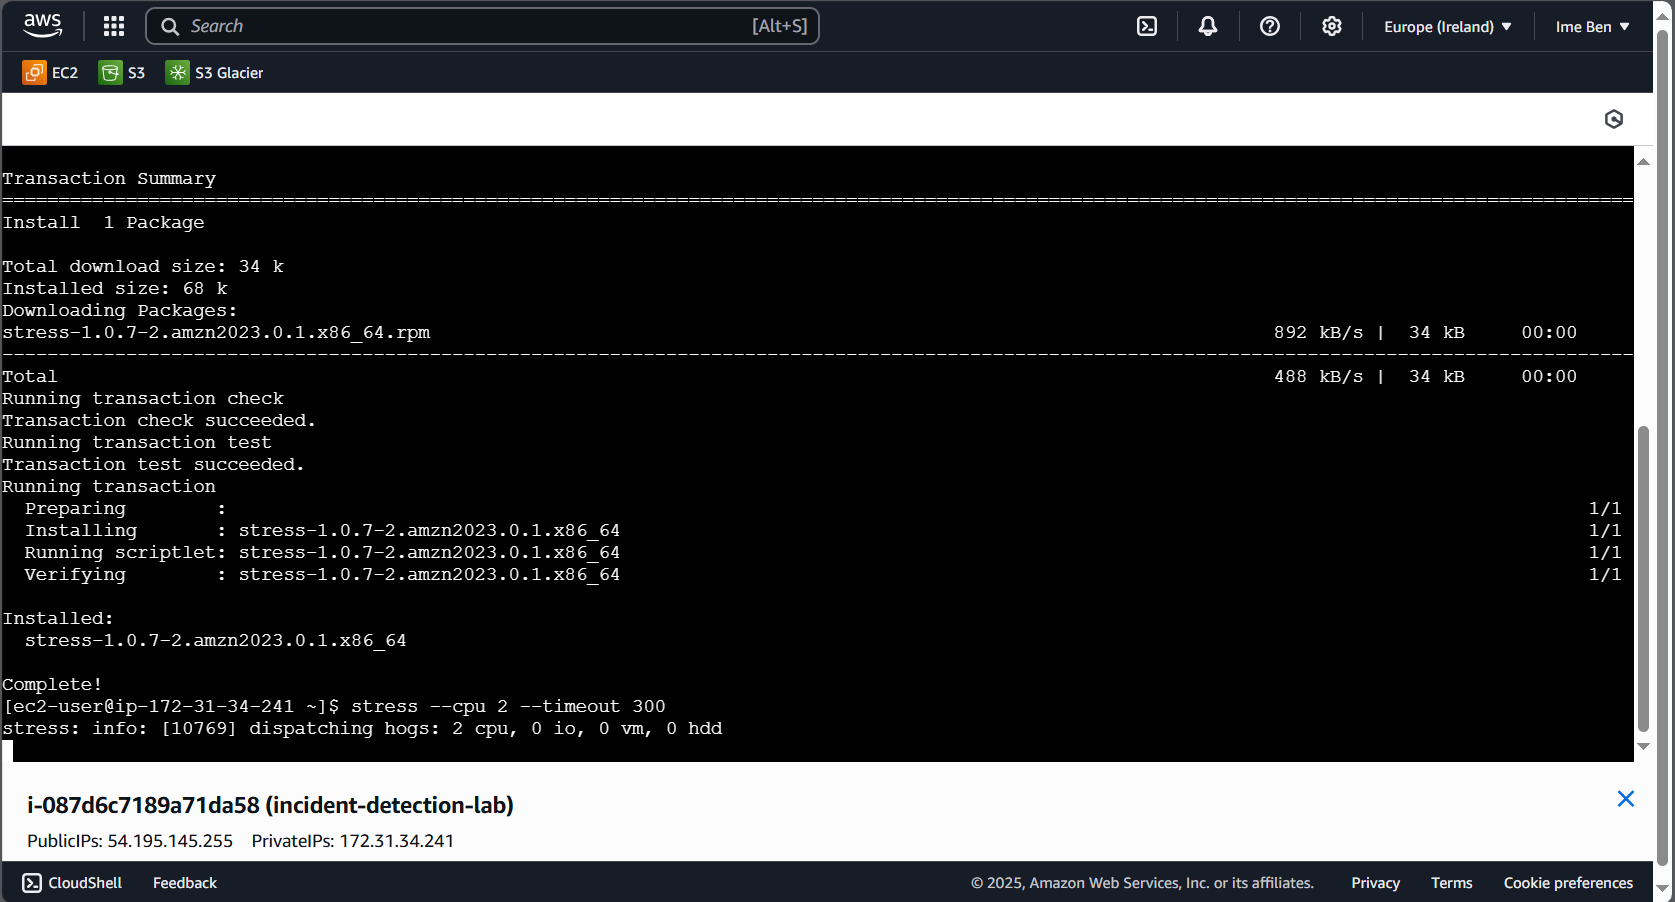 aws
Search [Alt+S]
Europe (Ireland) ▼
Ime Ben ▼
EC2 S3 S3 Glacier
Transaction Summary
================================================================================
Install  1 Package
Total download size: 34 k
Installed size: 68 k
Downloading Packages:
stress-1.0.7-2.amzn2023.0.1.x86_64.rpm 892 kB/s |  34 kB     00:00
--------------------------------------------------------------------------------
Total 488 kB/s |  34 kB     00:00
Running transaction check
Transaction check succeeded.
Running transaction test
Transaction test succeeded.
Running transaction
  Preparing        : 1/1
  Installing       : stress-1.0.7-2.amzn2023.0.1.x86_64 1/1
  Running scriptlet: stress-1.0.7-2.amzn2023.0.1.x86_64 1/1
  Verifying        : stress-1.0.7-2.amzn2023.0.1.x86_64 1/1
Installed:
  stress-1.0.7-2.amzn2023.0.1.x86_64
Complete!
[ec2-user@ip-172-31-34-241 ~]$ stress --cpu 2 --timeout 300
stress: info: [10769] dispatching hogs: 2 cpu, 0 io, 0 vm, 0 hdd
i-087d6c7189a71da58 (incident-detection-lab)
PublicIPs: 54.195.145.255 PrivateIPs: 172.31.34.241
CloudShell Feedback © 2025, Amazon Web Services, Inc. or its affiliates. Privacy Terms Cookie preferences